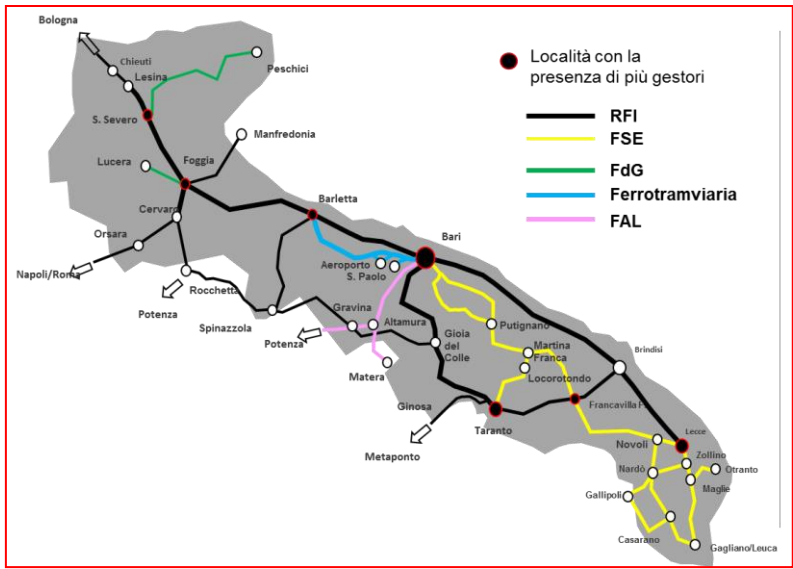 Bologna
Chieuti
Lesina
Peschici
S. Severo
Manfredonia
Lucera
Foggia
Cervaro
Orsara
Napoli/Roma
Rocchetta
Potenza
Spinazzola
Barletta
Bari
Aeroporto
S. Paolo
Gravina
Altamura
Potenza
Matera
Gioia
del
Colle
Putignano
Martina
Franca
Locorotondo
Brindisi
Ginosa
Taranto
Francavilla F.
Metaponto
Novoli
Lecce
Zollino
Nardò
Otranto
Maglie
Gallipoli
Casarano
Gagliano/Leuca
Località con la
presenza di più gestori
RFI
FSE
FdG
Ferrotramviaria
FAL